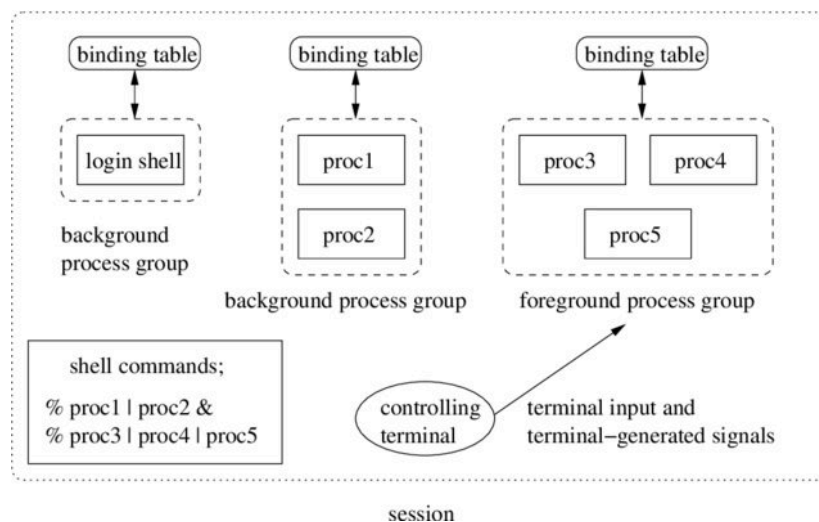 binding table
binding table
binding table
login shell
proc1
proc3
proc4
proc2
proc5
background
process group
background process group
foreground process group
shell commands;
% proc1 | proc2 &
% proc3 | proc4 | proc5
controlling
terminal
terminal input and
terminal−generated signals
session